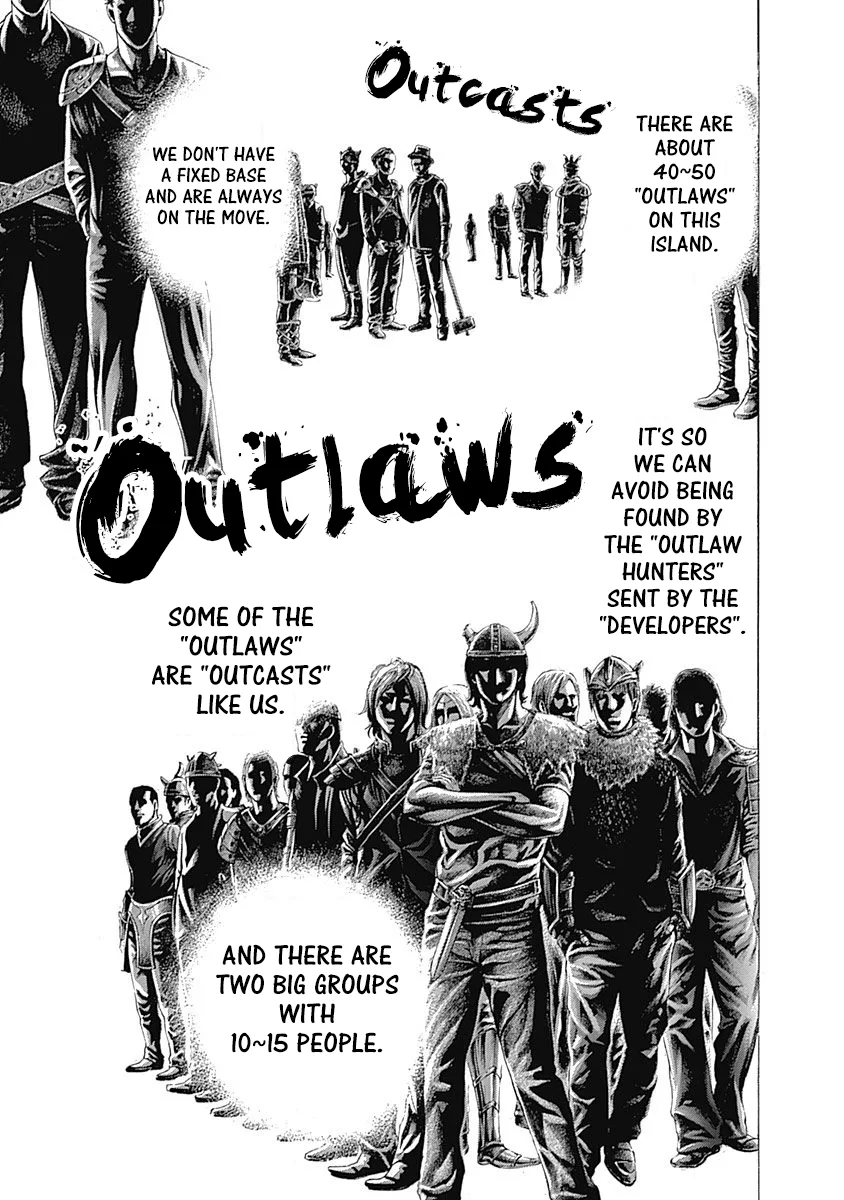 Outcasts
THERE ARE
ABOUT
40~50
"OUTLAWS"
ON THIS
ISLAND.
WE DON'T HAVE
A FIXED BASE
AND ARE ALWAYS
ON THE MOVE.
IT'S SO
WE CAN
AVOID BEING
FOUND BY
THE "OUTLAW
HUNTERS"
SENT BY THE
"DEVELOPERS".
Outlaws
SOME OF THE
"OUTLAWS"
ARE "OUTCASTS"
LIKE US.
AND THERE ARE
TWO BIG GROUPS
WITH
10~15 PEOPLE.